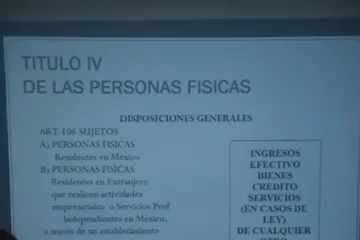 TITULO IV
DE LAS PERSONAS FISICAS
DISPOSICIONES GENERALES
ART. 106 SUJETOS
A) PERSONAS FISICAS
Residentes en México
B) PERSONAS FISICAS
Residentes en Extranjero
que realicen actividades
empresariales o Servicios Prof.
Independientes en México,
a traves de un establecimiento
INGRESOS
EFECTIVO
BIENES
CREDITO
SERVICIOS
(EN CASOS DE
LEY)
DE CUALQUIER
OTRO